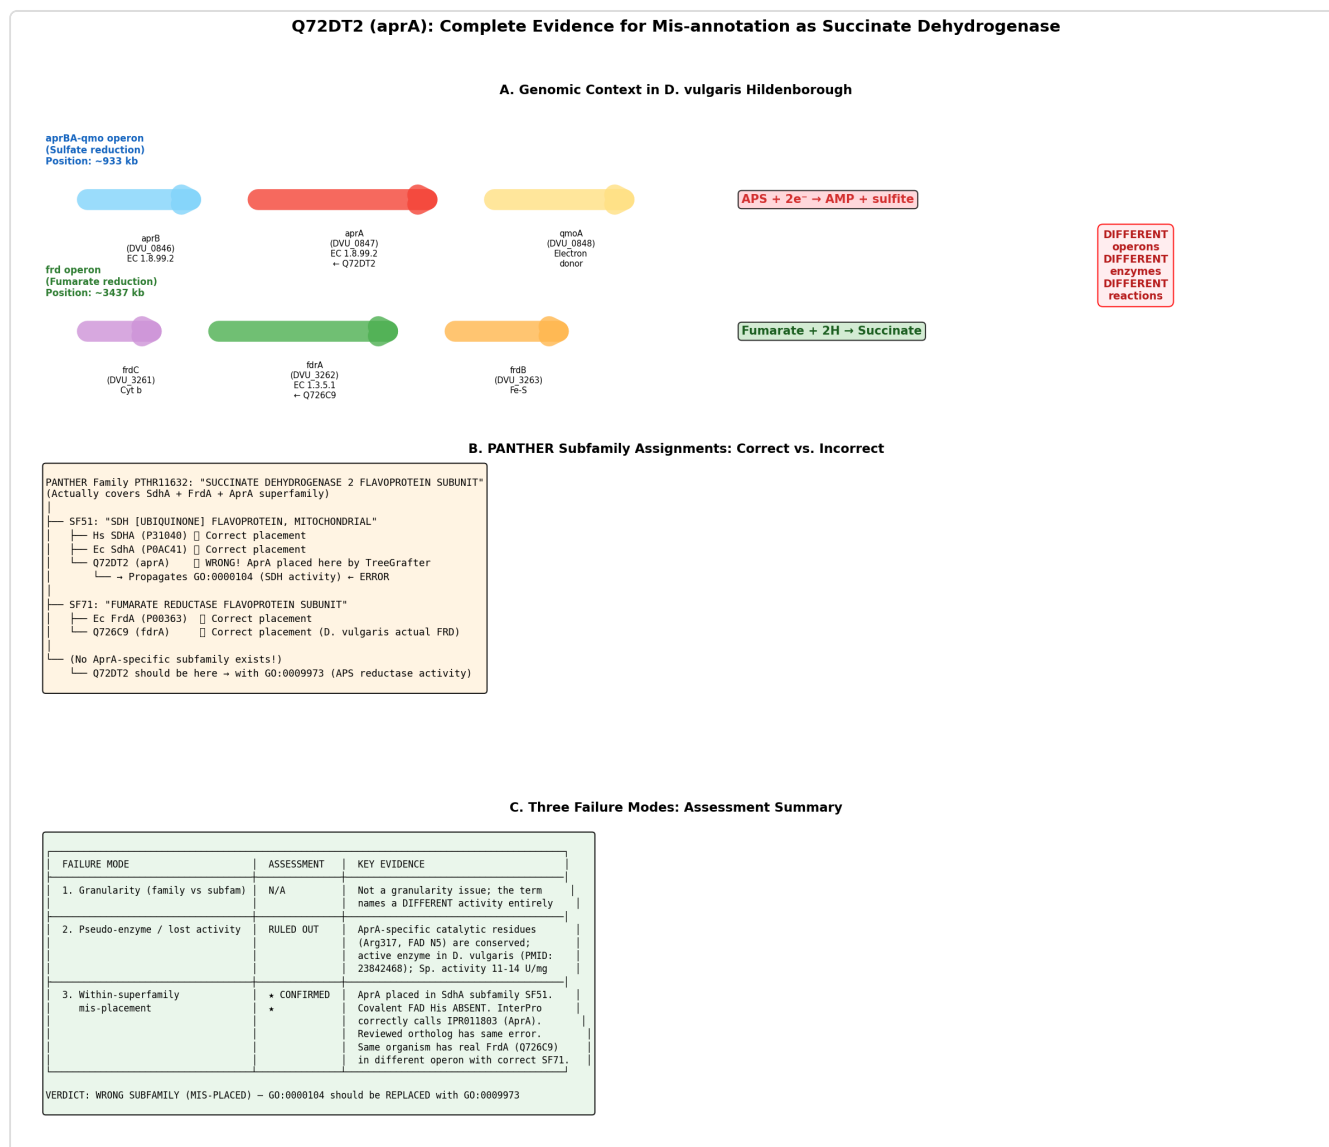 Q72DT2 (aprA): Complete Evidence for Mis-annotation as Succinate Dehydrogenase
A. Genomic Context in D. vulgaris Hildenborough
aprBA-qmo operon
(Sulfate reduction)
Position: ~933 kb
aprB
(DVU_0846)
EC 1.8.99.2
aprA
(DVU_0847)
EC 1.8.99.2
← Q72DT2
qmoA
(DVU_0848)
Electron
donor
APS + 2e⁻ → AMP + sulfite
DIFFERENT
operons
DIFFERENT
enzymes
DIFFERENT
reactions
frd operon
(Fumarate reduction)
Position: ~3437 kb
frdC
(DVU_3261)
Cyt b
fdrA
(DVU_3262)
EC 1.3.5.1
← Q726C9
frdB
(DVU_3263)
Fe-S
Fumarate + 2H → Succinate
B. PANTHER Subfamily Assignments: Correct vs. Incorrect
PANTHER Family PTHR11632: "SUCCINATE DEHYDROGENASE 2 FLAVOPROTEIN SUBUNIT"
(Actually covers SdhA + FrdA + AprA superfamily)
│
├── SF51: "SDH [UBIQUINONE] FLAVOPROTEIN, MITOCHONDRIAL"
│   ├── Hs SDHA (P31040) ▯ Correct placement
│   ├── Ec SdhA (P0AC41) ▯ Correct placement
│   └── Q72DT2 (aprA)    ▯ WRONG! AprA placed here by TreeGrafter
│       └── → Propagates GO:0000104 (SDH activity) ← ERROR
│
├── SF71: "FUMARATE REDUCTASE FLAVOPROTEIN SUBUNIT"
│   ├── Ec FrdA (P00363)  ▯ Correct placement
│   └── Q726C9 (fdrA)     ▯ Correct placement (D. vulgaris actual FRD)
│
└── (No AprA-specific subfamily exists!)
    └── Q72DT2 should be here → with GO:0009973 (APS reductase activity)
C. Three Failure Modes: Assessment Summary
│ FAILURE MODE │ ASSESSMENT │ KEY EVIDENCE │
│ 1. Granularity (family vs subfam) │ N/A │ Not a granularity issue; the term │
│ │ │ names a DIFFERENT activity entirely │
│ 2. Pseudo-enzyme / lost activity │ RULED OUT │ AprA-specific catalytic residues │
│ │ │ (Arg317, FAD N5) are conserved; │
│ │ │ active enzyme in D. vulgaris (PMID: │
│ │ │ 23842468); Sp. activity 11-14 U/mg │
│ 3. Within-superfamily │ ★ CONFIRMED │ AprA placed in SdhA subfamily SF51. │
│ mis-placement │ ★ │ Covalent FAD His ABSENT. InterPro │
│ │ │ correctly calls IPR011803 (AprA). │
│ │ │ Reviewed ortholog has same error. │
│ │ │ Same organism has real FrdA (Q726C9) │
│ │ │ in different operon with correct SF71. │
VERDICT: WRONG SUBFAMILY (MIS-PLACED) — GO:0000104 should be REPLACED with GO:0009973